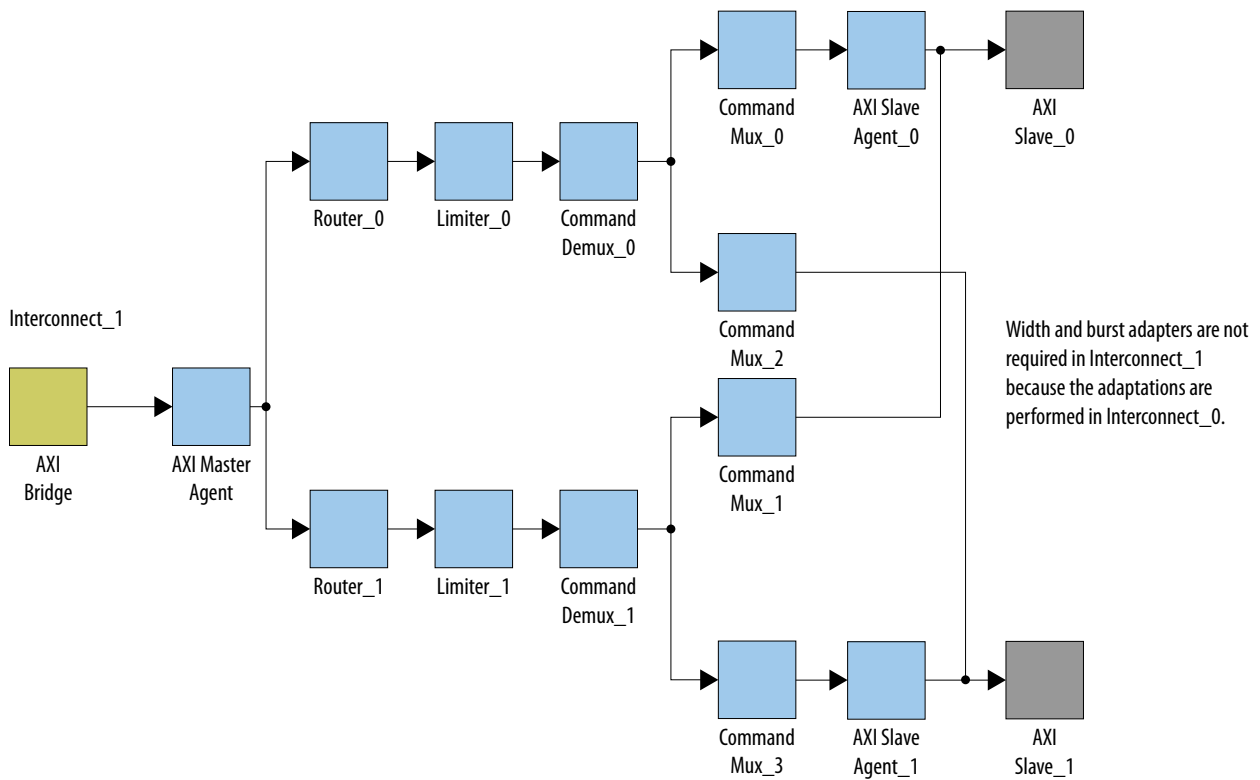 Command
Mux_0
AXI Slave
Agent_0
AXI
Slave_0
Router_0
Limiter_0
Command
Demux_0
Interconnect_1
Command
Mux_2
Width and burst adapters are not
required in Interconnect_1
because the adaptations are
performed in Interconnect_0.
AXI
Bridge
AXI Master
Agent
Command
Mux_1
Router_1
Limiter_1
Command
Demux_1
Command
Mux_3
AXI Slave
Agent_1
AXI
Slave_1